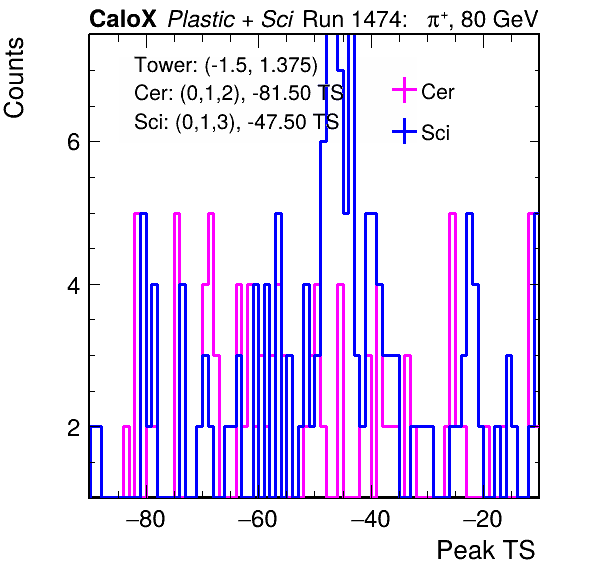 CaloX Plastic + Sci Run 1474: π⁺, 80 GeV
Counts
Tower: (-1.5, 1.375)
Cer: (0,1,2), -81.50 TS
Sci: (0,1,3), -47.50 TS
Cer
Sci
6
4
2
−80 −60 −40 −20
Peak TS